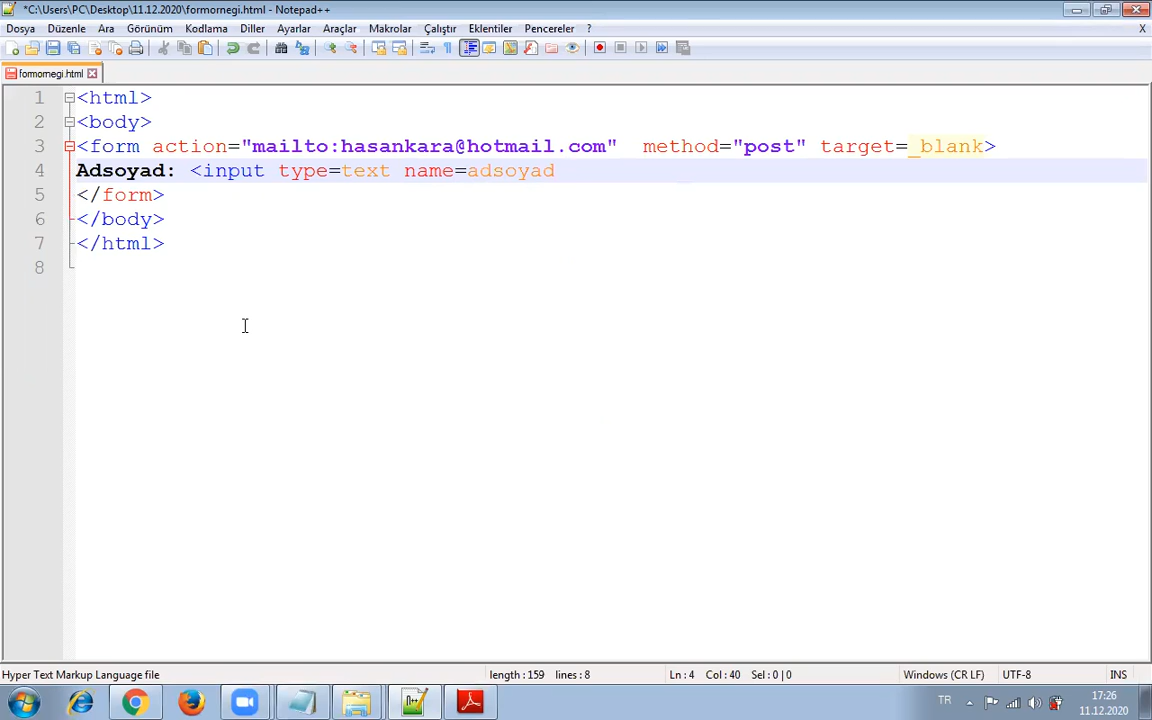 *C:\Users\PC\Desktop\11.12.2020\formornegi.html - Notepad++
Dosya Düzenle Ara Görünüm Kodlama Diller Ayarlar Araçlar Makrolar Çalıştır Eklentiler Pencereler ? X
formornegi.html
1 <html>
2 <body>
3 <form action="mailto:hasankara@hotmail.com"  method="post" target=_blank>
4 Adsoyad: <input type=text name=adsoyad
5 </form>
6 </body>
7 </html>
8
Hyper Text Markup Language file length : 159 lines : 8 Ln : 4 Col : 40 Sel : 0 | 0 Windows (CR LF) UTF-8 INS
TR 17:26
11.12.2020